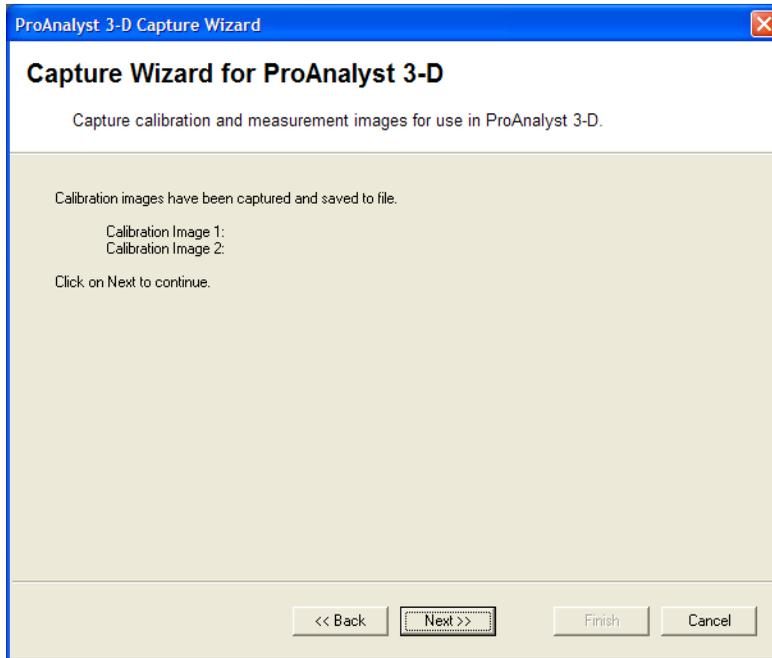 ProAnalyst 3-D Capture Wizard
Capture Wizard for ProAnalyst 3-D
Capture calibration and measurement images for use in ProAnalyst 3-D.
Calibration images have been captured and saved to file.
Calibration Image 1:
Calibration Image 2:
Click on Next to continue.
<< Back
Next >>
Finish
Cancel